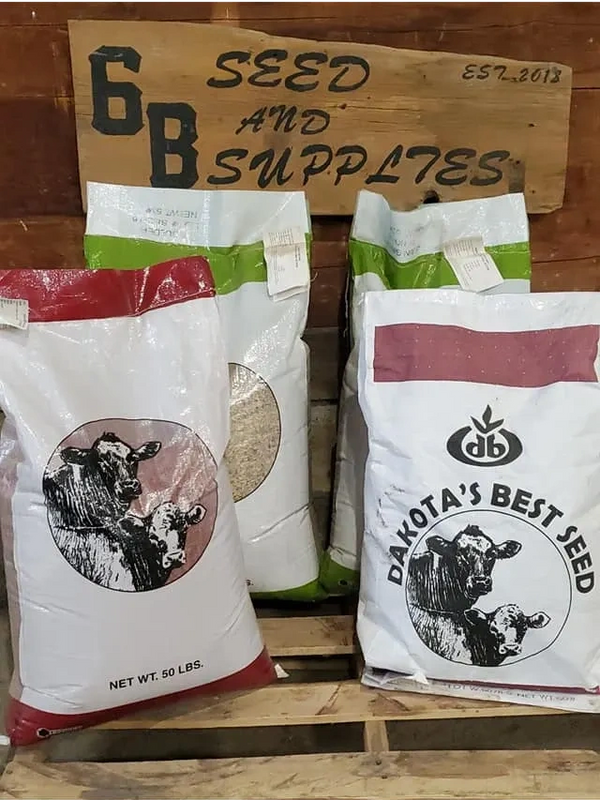 6B
SEED
AND
SUPPLIES
EST. 2018
NET WT. 50 LBS.
db
DAKOTA'S BEST SEED